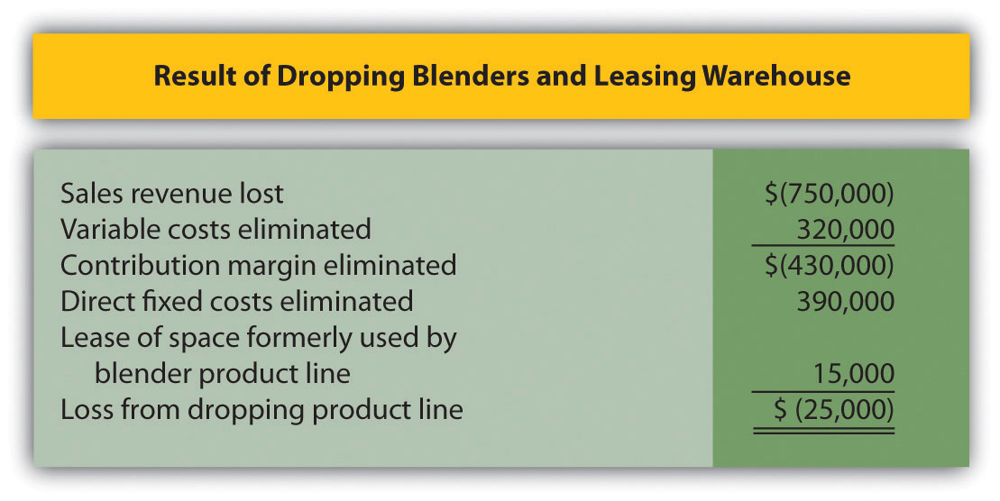 Result of Dropping Blenders and Leasing Warehouse
Sales revenue lost $(750,000)
Variable costs eliminated 320,000
Contribution margin eliminated $(430,000)
Direct fixed costs eliminated 390,000
Lease of space formerly used by
blender product line 15,000
Loss from dropping product line $ (25,000)